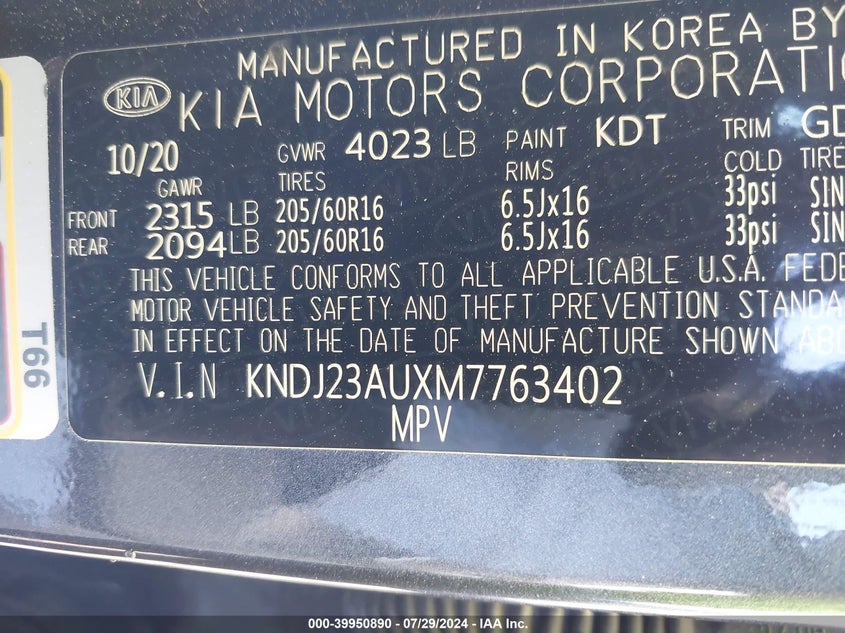 MANUFACTURED IN KOREA BY
KIA KIA MOTORS CORPORATIO
10/20 GVWR 4023 LB PAINT KDT TRIM GD
GAWR TIRES RIMS COLD TIRE
FRONT 2315 LB 205/60R16 6.5Jx16 33psi SIN
REAR 2094 LB 205/60R16 6.5Jx16 33psi SIN
THIS VEHICLE CONFORMS TO ALL APPLICABLE U.S.A. FEDE
MOTOR VEHICLE SAFETY AND THEFT PREVENTION STANDA
IN EFFECT ON THE DATE OF MANUFACTURE SHOWN ABO
V.I.N KNDJ23AUXM7763402
MPV
T66
000-39950890 - 07/29/2024 - IAA Inc.